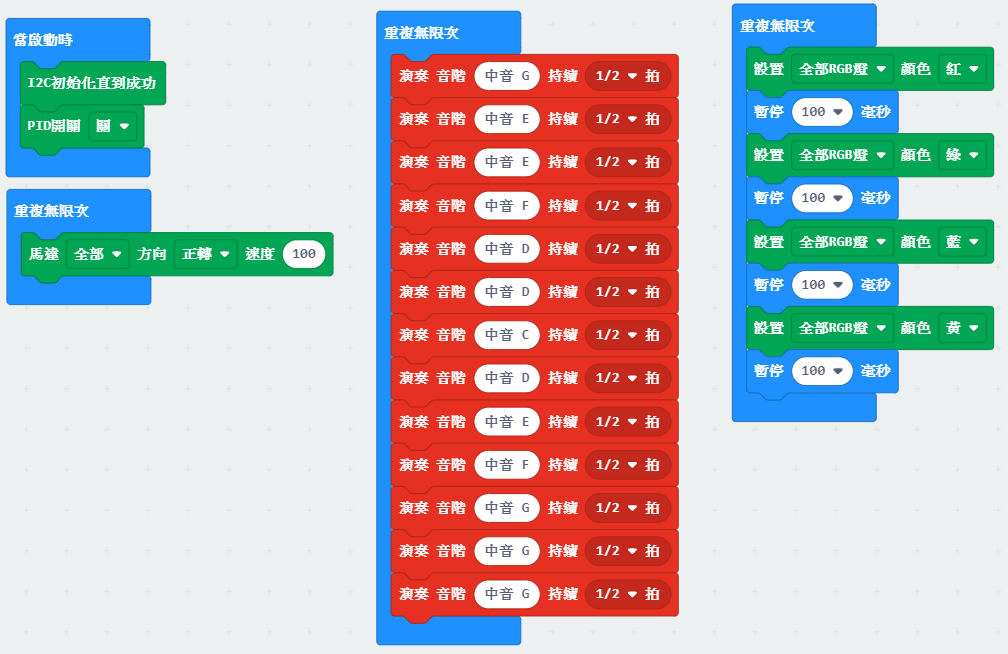 當啟動時
I2C初始化直到成功
PID開關 關
重複無限次
馬達 全部 方向 正轉 速度 100
重複無限次
演奏 音階 中音 G 持續 1/2 拍
演奏 音階 中音 E 持續 1/2 拍
演奏 音階 中音 E 持續 1/2 拍
演奏 音階 中音 F 持續 1/2 拍
演奏 音階 中音 D 持續 1/2 拍
演奏 音階 中音 D 持續 1/2 拍
演奏 音階 中音 C 持續 1/2 拍
演奏 音階 中音 D 持續 1/2 拍
演奏 音階 中音 E 持續 1/2 拍
演奏 音階 中音 F 持續 1/2 拍
演奏 音階 中音 G 持續 1/2 拍
演奏 音階 中音 G 持續 1/2 拍
演奏 音階 中音 G 持續 1/2 拍
重複無限次
設置 全部RGB燈 顏色 紅
暫停 100 毫秒
設置 全部RGB燈 顏色 綠
暫停 100 毫秒
設置 全部RGB燈 顏色 藍
暫停 100 毫秒
設置 全部RGB燈 顏色 黃
暫停 100 毫秒